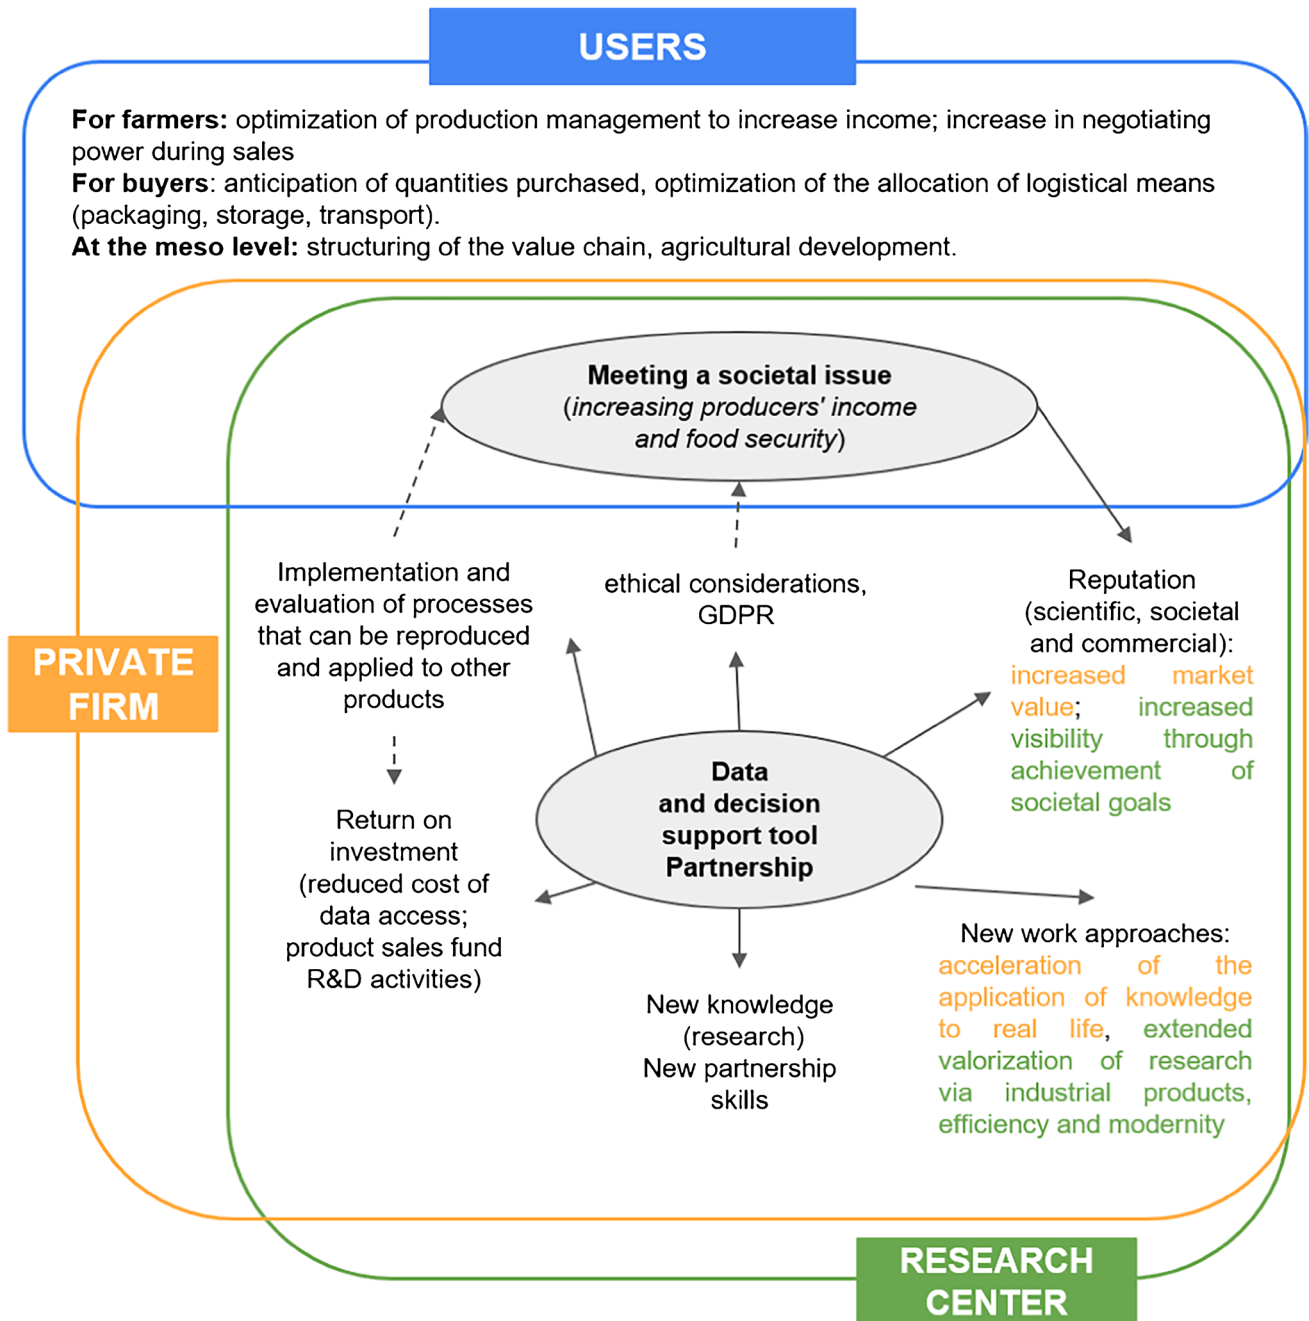 USERS
For farmers: optimization of production management to increase income; increase in negotiating
power during sales
For buyers: anticipation of quantities purchased, optimization of the allocation of logistical means
(packaging, storage, transport).
At the meso level: structuring of the value chain, agricultural development.
Meeting a societal issue
(increasing producers' income
and food security)
Implementation and
evaluation of processes
that can be reproduced
and applied to other
products
ethical considerations,
GDPR
Reputation
(scientific, societal
and commercial):
increased market
value; increased
visibility through
achievement of
societal goals
PRIVATE
FIRM
Data
and decision
support tool
Partnership
Return on
investment
(reduced cost of
data access;
product sales fund
R&D activities)
New knowledge
(research)
New partnership
skills
New work approaches:
acceleration of the
application of knowledge
to real life, extended
valorization of research
via industrial products,
efficiency and modernity
RESEARCH
CENTER